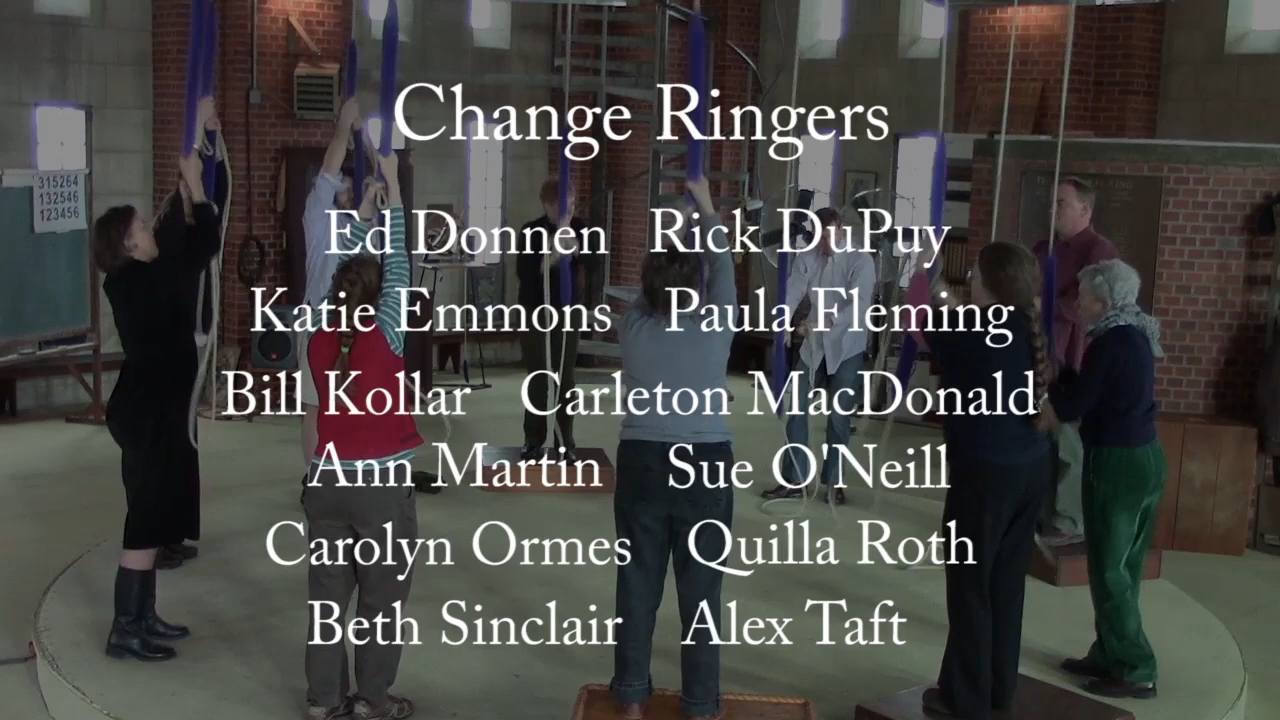 Change Ringers
315264
132546
123456
Ed Donnen Rick DuPuy
Katie Emmons Paula Fleming
Bill Kollar Carleton MacDonald
Ann Martin Sue O'Neill
Carolyn Ormes Quilla Roth
Beth Sinclair Alex Taft